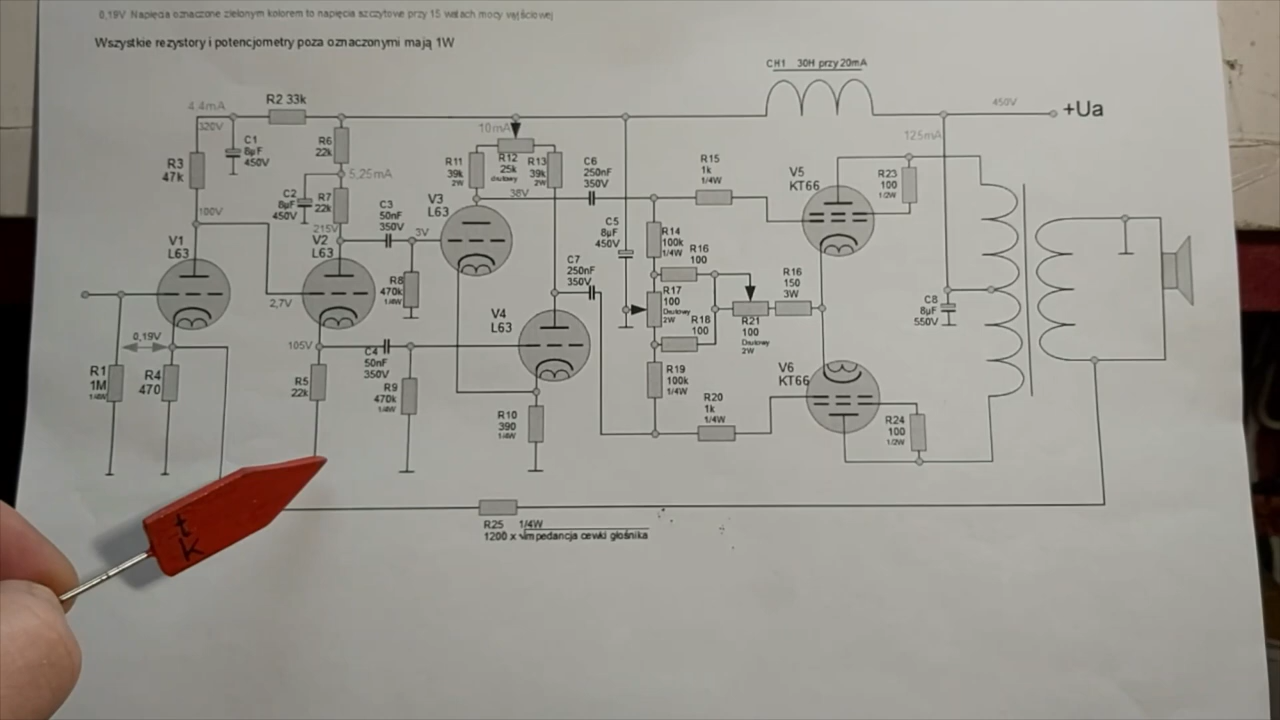 0,19V Napięcia oznaczone zielonym kolorem to napięcia szczytowe przy 15 watach mocy wyjściowej
Wszystkie rezystory i potencjometry poza oznaczonymi mają 1W
CH1 30H przy 20mA
450V
+Ua
4,4mA
R2 33k
320V
C1
8µF
450V
R3
47k
R6
22k
5,25mA
C2
8µF
450V
R7
22k
100V
215V
V1
L63
V2
L63
C3
50nF
350V
3V
10mA
R11
39k
2W
R12
25k
Drutowy
R13
39k
2W
38V
V3
L63
C6
250nF
350V
R15
1k
1/4W
V5
KT66
125mA
R23
100
1/2W
C5
8µF
450V
R14
100k
1/4W
R16
100
C7
250nF
350V
R8
470k
1/4W
2,7V
R17
100
Drutowy
2W
R16
150
3W
R18
100
R21
100
Drutowy
2W
C8
8µF
550V
V4
L63
0,19V
105V
C4
50nF
350V
R1
1M
1/4W
R4
470
R5
22k
R9
470k
1/4W
R10
390
1/4W
R19
100k
1/4W
R20
1k
1/4W
V6
KT66
R24
100
1/2W
R25 1/4W
1200 x √impedancja cewki głośnika
t
k